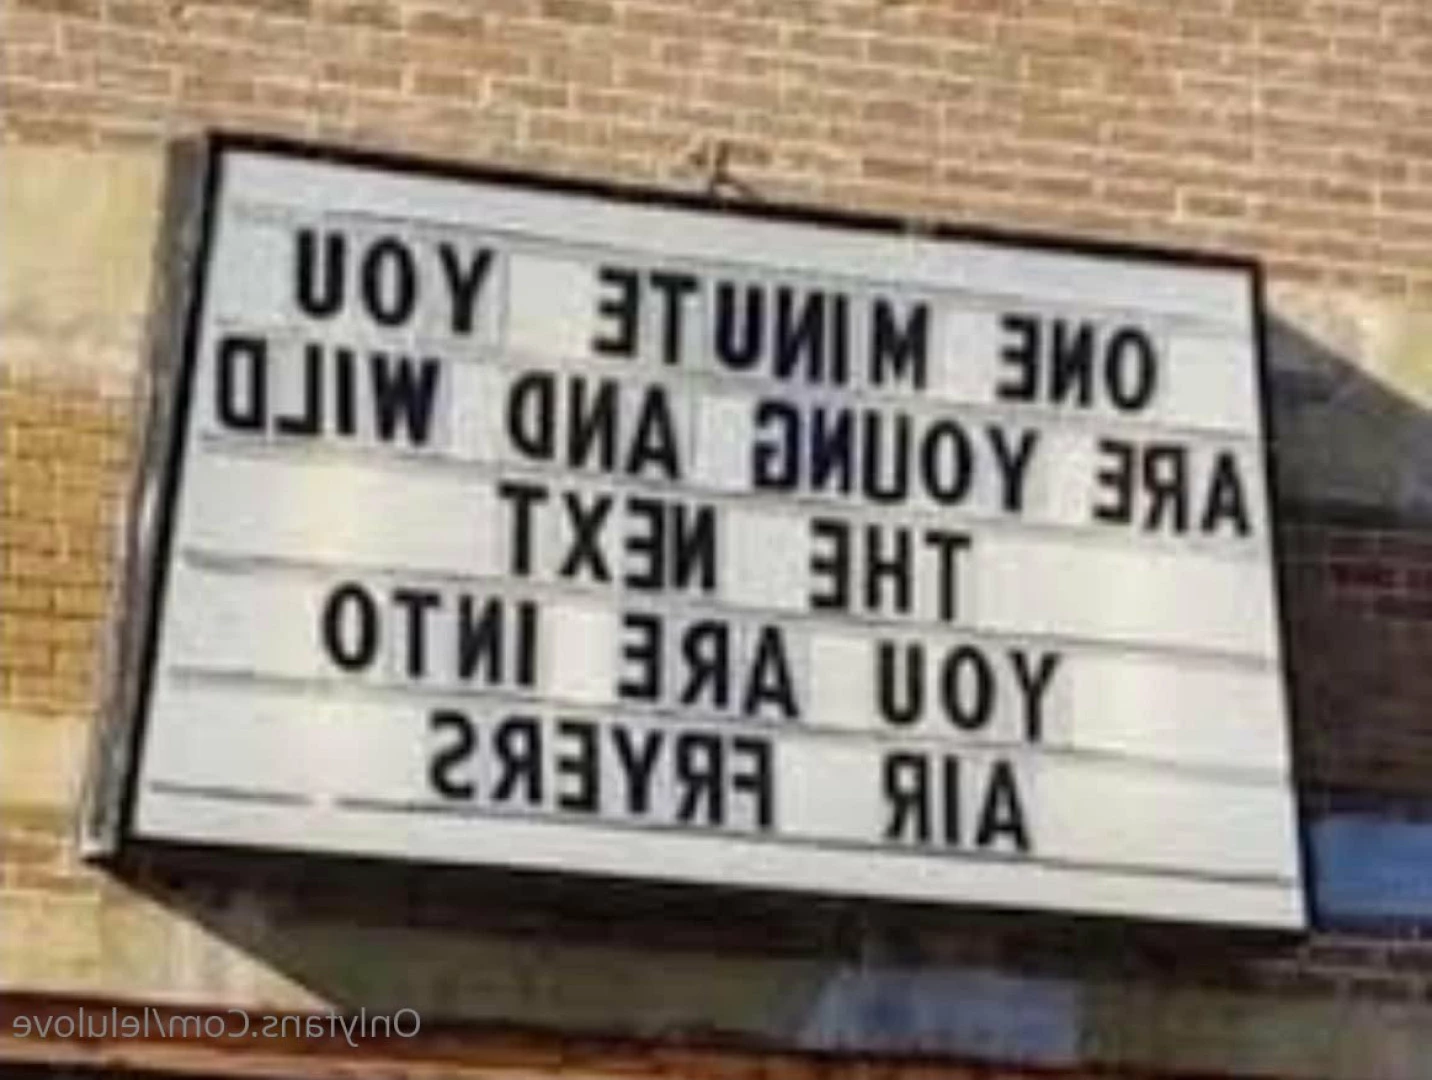 ONE MINUTE YOU
ARE YOUNG AND WILD
THE NEXT
YOU ARE INTO
AIR FRYERS
Onlyfans.Com/lelulove